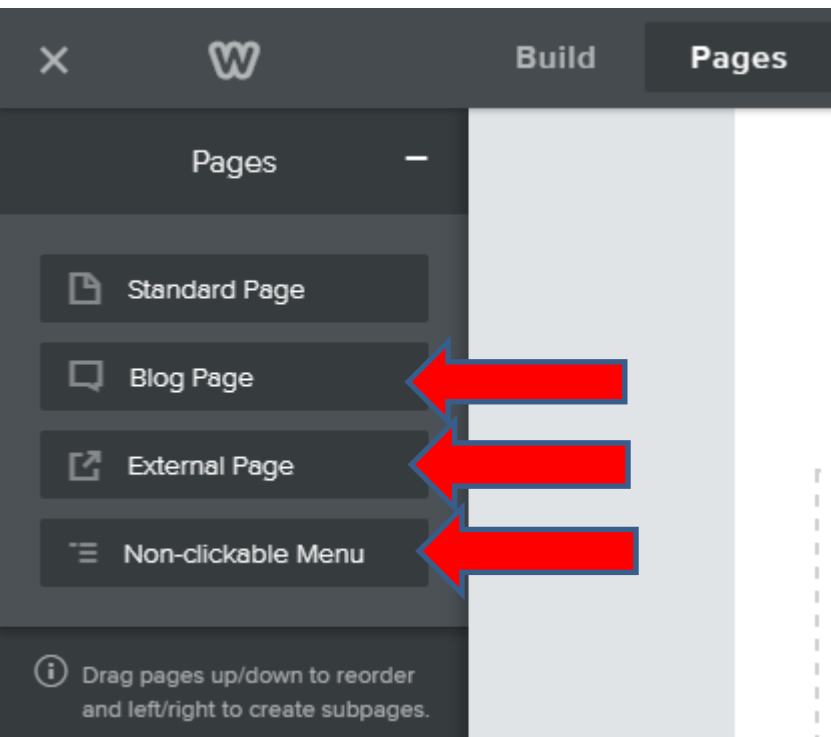 Build Pages
Pages
Standard Page
Blog Page
External Page
Non-clickable Menu
Drag pages up/down to reorder
and left/right to create subpages.